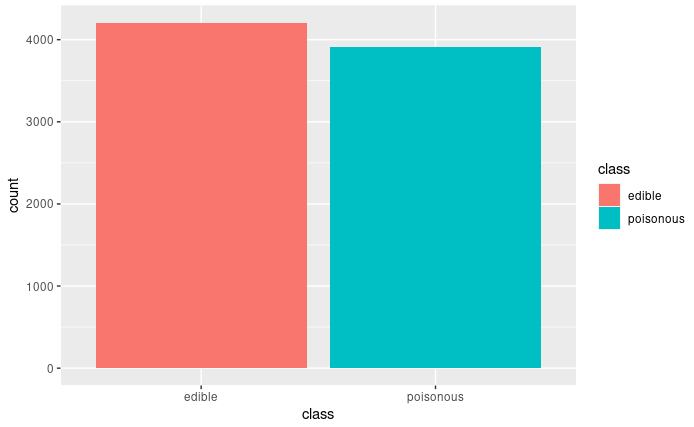 4000
3000
2000
1000
0
count
edible
poisonous
class
class
edible
poisonous